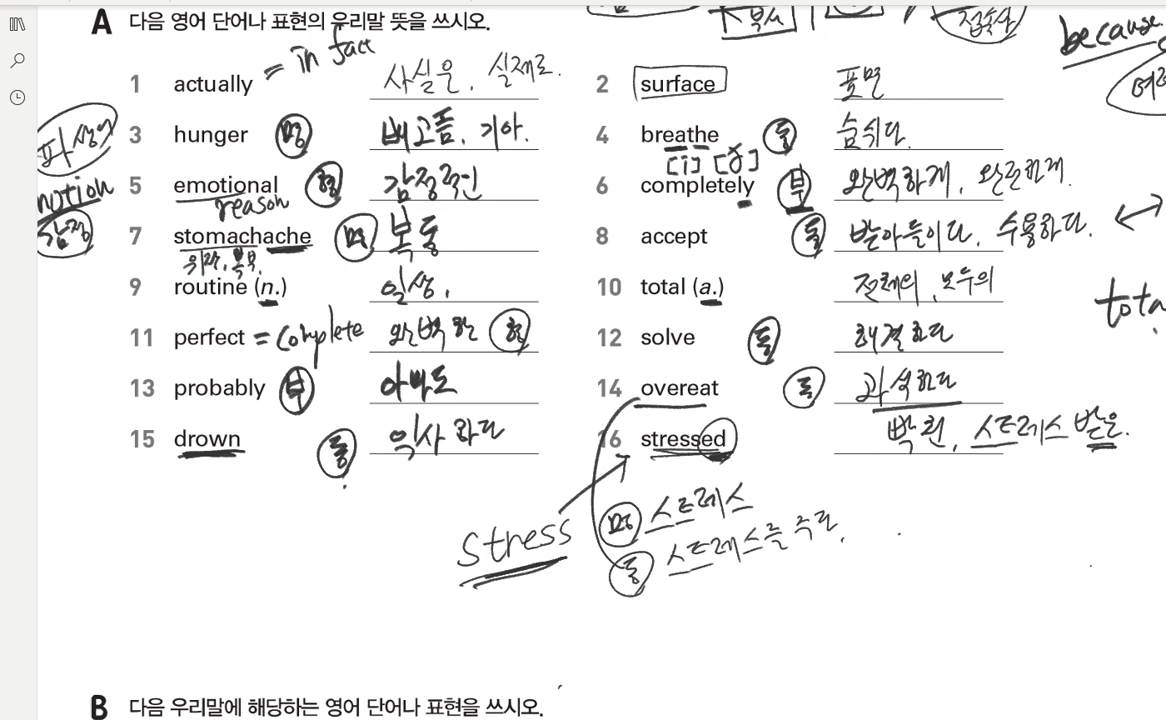 A 다음 영어 단어나 표현의 우리말 뜻을 쓰시오.
부사
접속사
because
1 actually = in fact 사실은, 실제로.
2 surface 표면
파생어
3 hunger 명 배고픔, 기아.
4 breathe 동 숨쉬다.
[i] [ð]
5 emotional 형 감정적인
reason
6 completely 부 완벽하게, 완전하게.
감정
7 stomachache 명 복통
위장, 복부.
8 accept 동 받아들이다, 수용하다.
9 routine (n.) 일상.
10 total (a.) 전체의, 모두의
tota
11 perfect = complete 완벽한 형
12 solve 동 해결하다
13 probably 부 아마도
14 overeat 동 과식하다
15 drown 동 익사하다
16 stressed 스트레스 받은.
stress
명 스트레스
동 스트레스를 주다.
B 다음 우리말에 해당하는 영어 단어나 표현을 쓰시오.